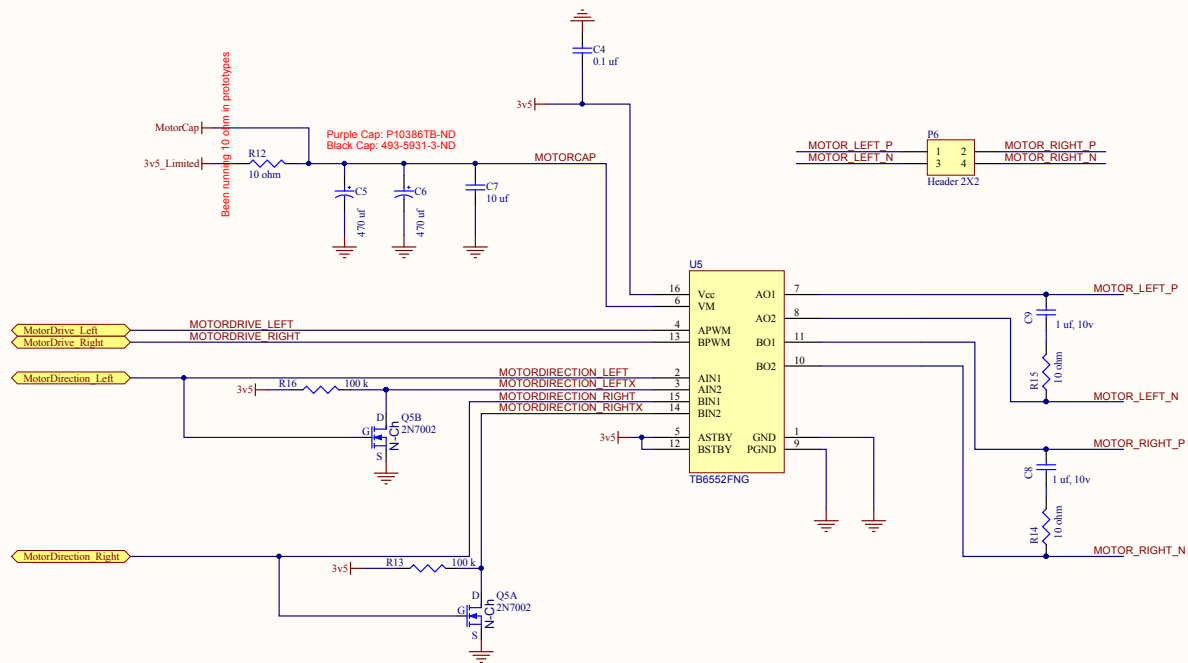 C4
0.1 uf
3v5
Been running 10 ohm in prototypes
MotorCap
Purple Cap: P10386TB-ND
Black Cap: 493-5931-3-ND
3v5_Limited
R12
10 ohm
MOTORCAP
C5
470 uf
C6
470 uf
C7
10 uf
P6
MOTOR_LEFT_P
1 2
MOTOR_RIGHT_P
MOTOR_LEFT_N
3 4
MOTOR_RIGHT_N
Header 2X2
U5
16 Vcc
6 VM
4 APWM
13 BPWM
2 AIN1
3 AIN2
15 BIN1
14 BIN2
5 ASTBY
12 BSTBY
AO1 7
AO2 8
BO1 11
BO2 10
GND 1
PGND 9
TB6552FNG
MotorDrive_Left
MOTORDRIVE_LEFT
MotorDrive_Right
MOTORDRIVE_RIGHT
MotorDirection_Left
MOTORDIRECTION_LEFT
3v5
R16
100 k
MOTORDIRECTION_LEFTX
MOTORDIRECTION_RIGHT
MOTORDIRECTION_RIGHTX
D
G
S
N-Ch
Q5B
2N7002
3v5
MOTOR_LEFT_P
C9
1 uf, 10v
R15
10 ohm
MOTOR_LEFT_N
MOTOR_RIGHT_P
C8
1 uf, 10v
R14
10 ohm
MOTOR_RIGHT_N
MotorDirection_Right
3v5
R13
100 k
D
G
S
N-Ch
Q5A
2N7002